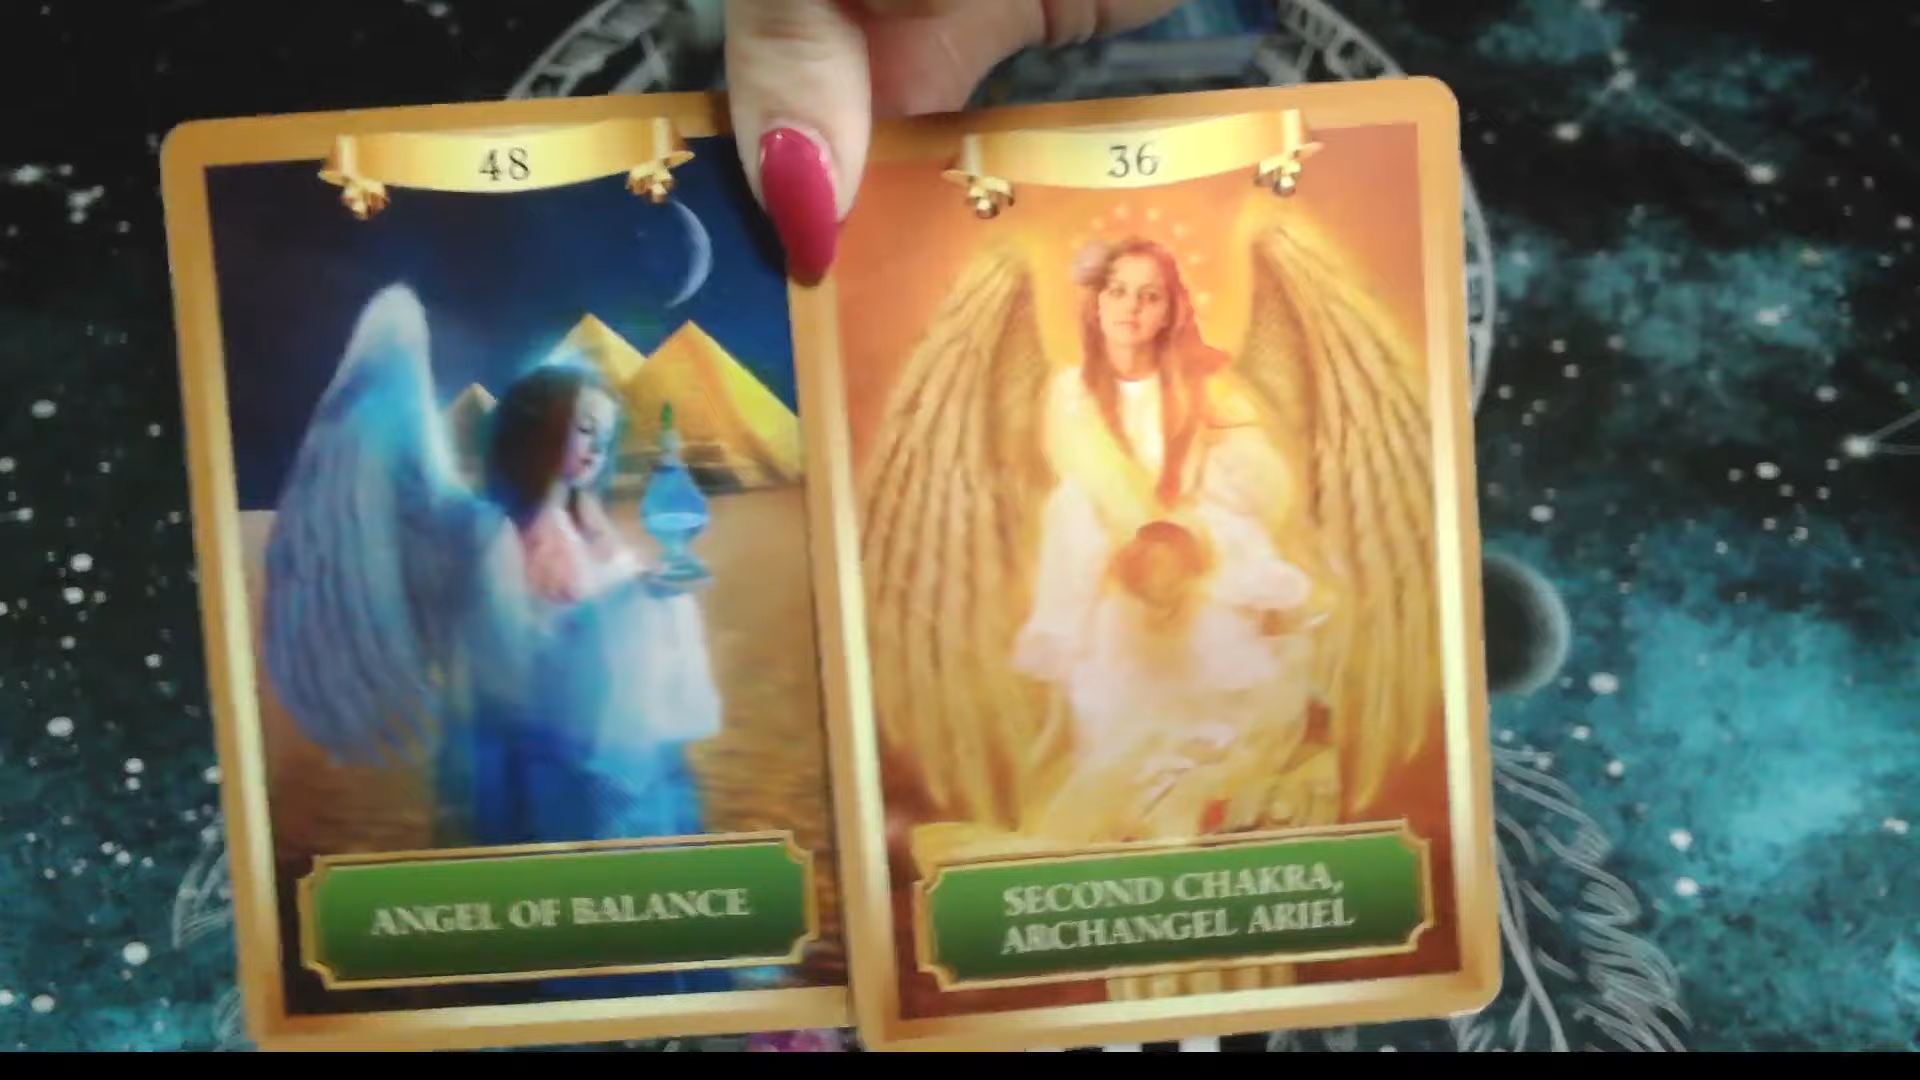 48
36
ANGEL OF BALANCE
SECOND CHAKRA,
ARCHANGEL ARIEL